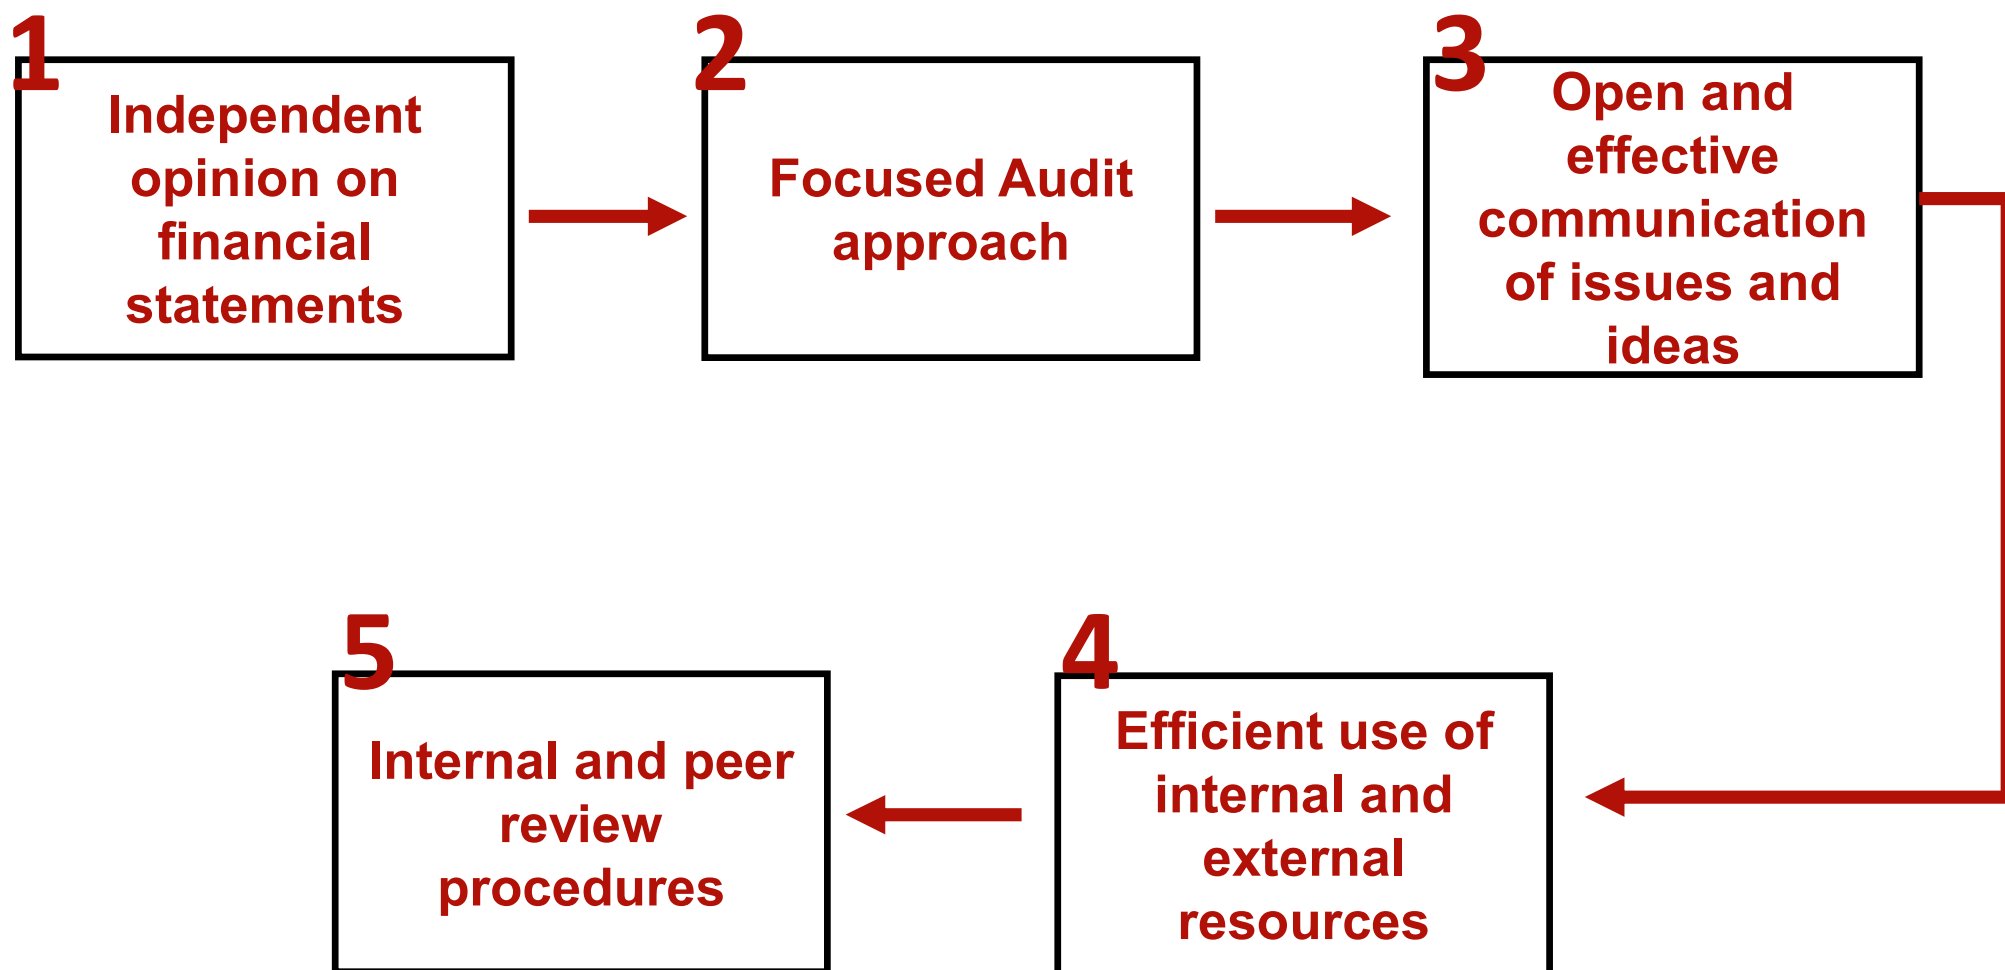 1
Independent
opinion on
financial
statements
2
Focused Audit
approach
3
Open and
effective
communication
of issues and
ideas
4
Efficient use of
internal and
external
resources
5
Internal and peer
review
procedures